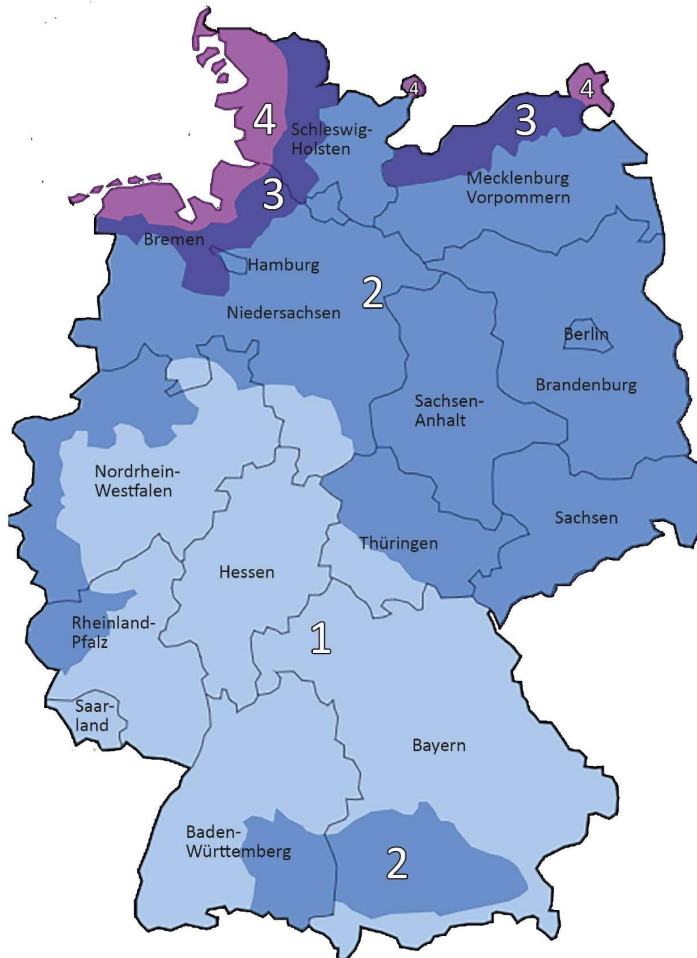 4
4
4
3
Schleswig-
Holsten
Mecklenburg
Vorpommern
3
Bremen
Hamburg
2
Niedersachsen
Berlin
Brandenburg
Sachsen-
Anhalt
Nordrhein-
Westfalen
Sachsen
Thüringen
Hessen
Rheinland-
Pfalz
1
Saar-
land
Bayern
Baden-
Württemberg
2